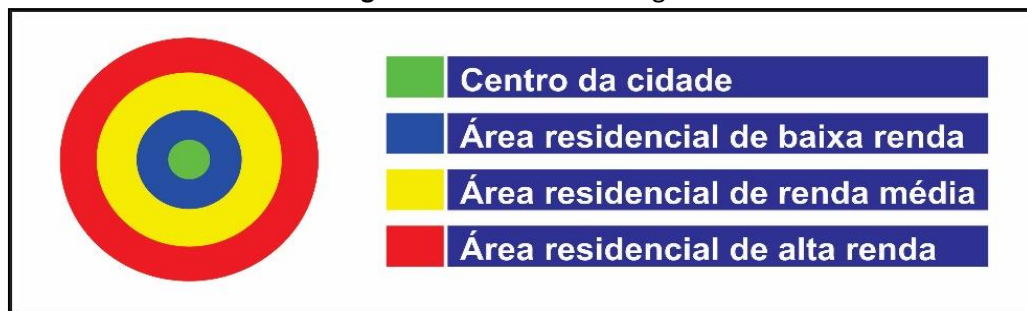 Centro da cidade
Área residencial de baixa renda
Área residencial de renda média
Área residencial de alta renda